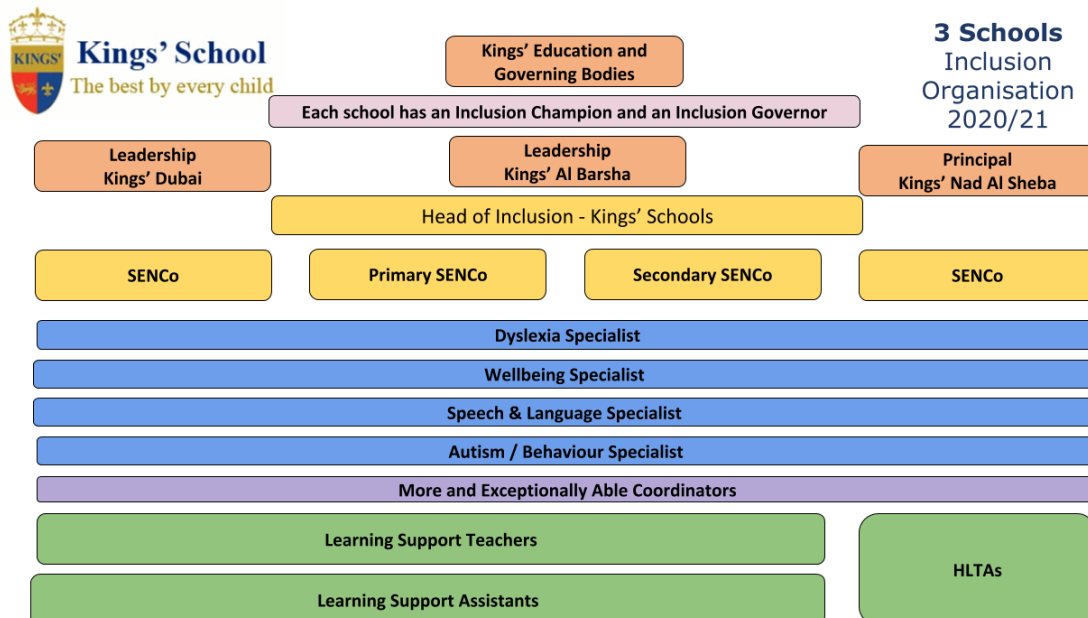 KINGS'
Kings' School
The best by every child
3 Schools
Inclusion
Organisation
2020/21
Kings' Education and
Governing Bodies
Each school has an Inclusion Champion and an Inclusion Governor
Leadership
Kings' Dubai
Leadership
Kings' Al Barsha
Principal
Kings' Nad Al Sheba
Head of Inclusion - Kings' Schools
SENCo
Primary SENCo
Secondary SENCo
SENCo
Dyslexia Specialist
Wellbeing Specialist
Speech & Language Specialist
Autism / Behaviour Specialist
More and Exceptionally Able Coordinators
Learning Support Teachers
HLTAs
Learning Support Assistants